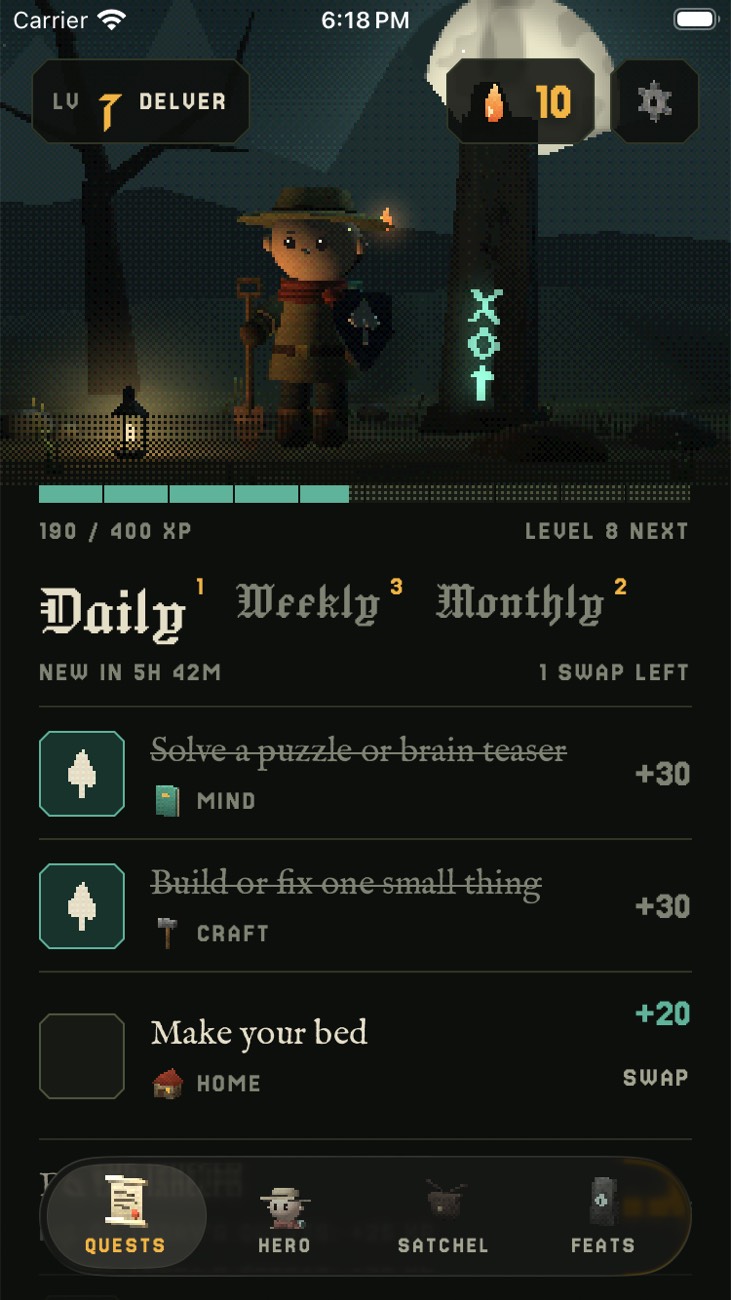 Carrier 6:18 PM
LV 7 DELVER 10
190 / 400 XP LEVEL 8 NEXT
Daily 1 Weekly 3 Monthly 2
NEW IN 5H 42M 1 SWAP LEFT
Solve a puzzle or brain teaser
+30
MIND
Build or fix one small thing
+30
CRAFT
+20
Make your bed
SWAP
HOME
QUESTS HERO SATCHEL FEATS